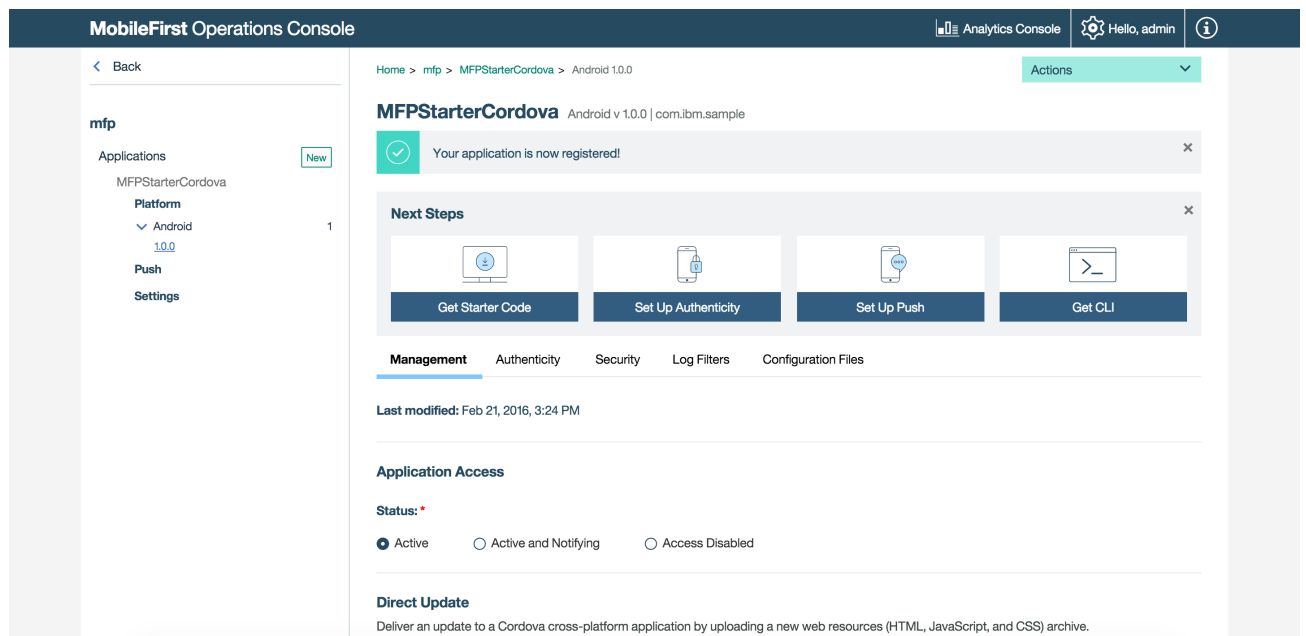 MobileFirst Operations Console
Analytics Console
Hello, admin
Back
mfp
Applications
New
MFPStarterCordova
Platform
Android 1
1.0.0
Push
Settings
Home > mfp > MFPStarterCordova > Android 1.0.0
Actions
MFPStarterCordova Android v 1.0.0 | com.ibm.sample
Your application is now registered!
Next Steps
Get Starter Code
Set Up Authenticity
Set Up Push
Get CLI
Management Authenticity Security Log Filters Configuration Files
Last modified: Feb 21, 2016, 3:24 PM
Application Access
Status: *
Active Active and Notifying Access Disabled
Direct Update
Deliver an update to a Cordova cross-platform application by uploading a new web resources (HTML, JavaScript, and CSS) archive.